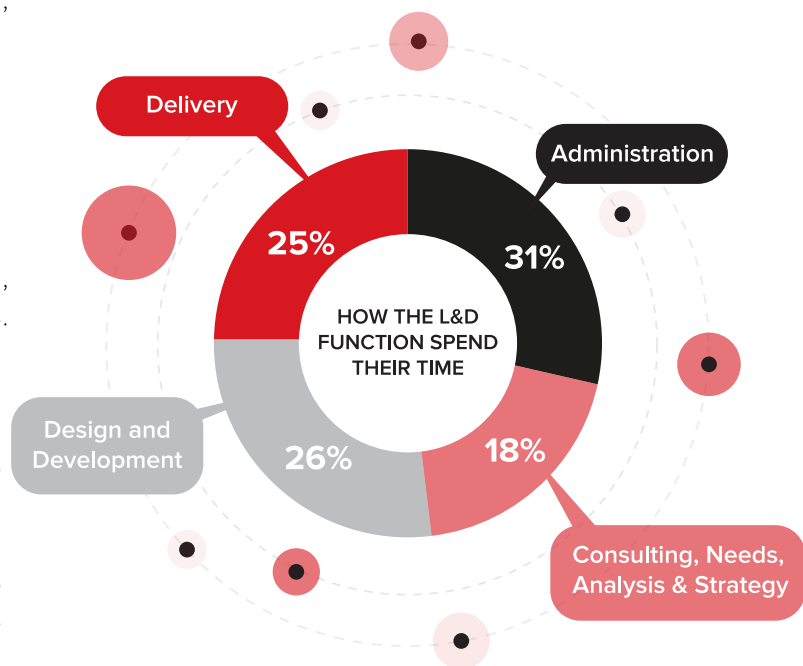 Delivery
Administration
25%
31%
HOW THE L&D
FUNCTION SPEND
THEIR TIME
Design and
Development
26%
18%
Consulting, Needs,
Analysis & Strategy